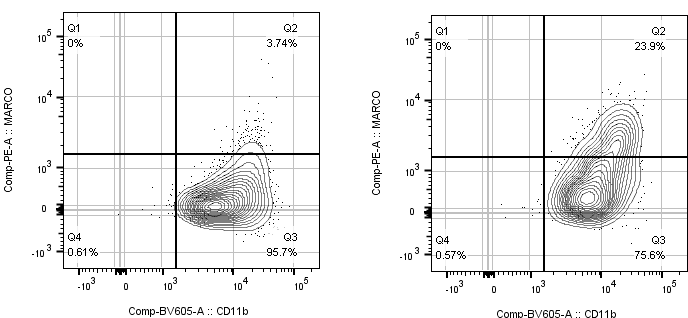 Q1
0%
Q2
3.74%
10^5
10^4
10^3
0
-10^3
Q4
0.61%
Q3
95.7%
-10^3
0
10^3
10^4
10^5
Comp-PE-A :: MARCO
Comp-BV605-A :: CD11b
Q1
0%
Q2
23.9%
10^5
10^4
10^3
0
-10^3
Q4
0.57%
Q3
75.6%
-10^3
0
10^3
10^4
10^5
Comp-PE-A :: MARCO
Comp-BV605-A :: CD11b